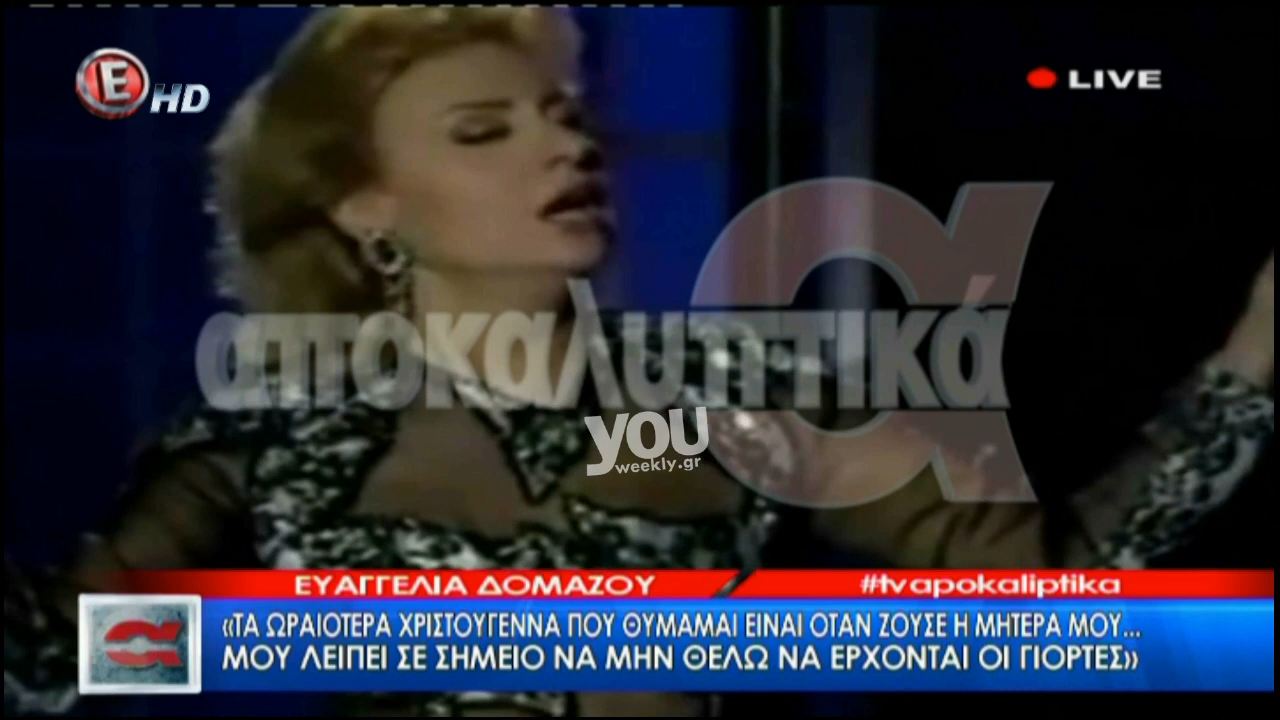 E HD
LIVE
αποκαλυπτικά
you
weekly.gr
ΕΥΑΓΓΕΛΙΑ ΔΟΜΑΖΟΥ
#tvapokaliptika
«ΤΑ ΩΡΑΙΟΤΕΡΑ ΧΡΙΣΤΟΥΓΕΝΝΑ ΠΟΥ ΘΥΜΑΜΑΙ ΕΙΝΑΙ ΟΤΑΝ ΖΟΥΣΕ Η ΜΗΤΕΡΑ ΜΟΥ...
ΜΟΥ ΛΕΙΠΕΙ ΣΕ ΣΗΜΕΙΟ ΝΑ ΜΗΝ ΘΕΛΩ ΝΑ ΕΡΧΟΝΤΑΙ ΟΙ ΓΙΟΡΤΕΣ»